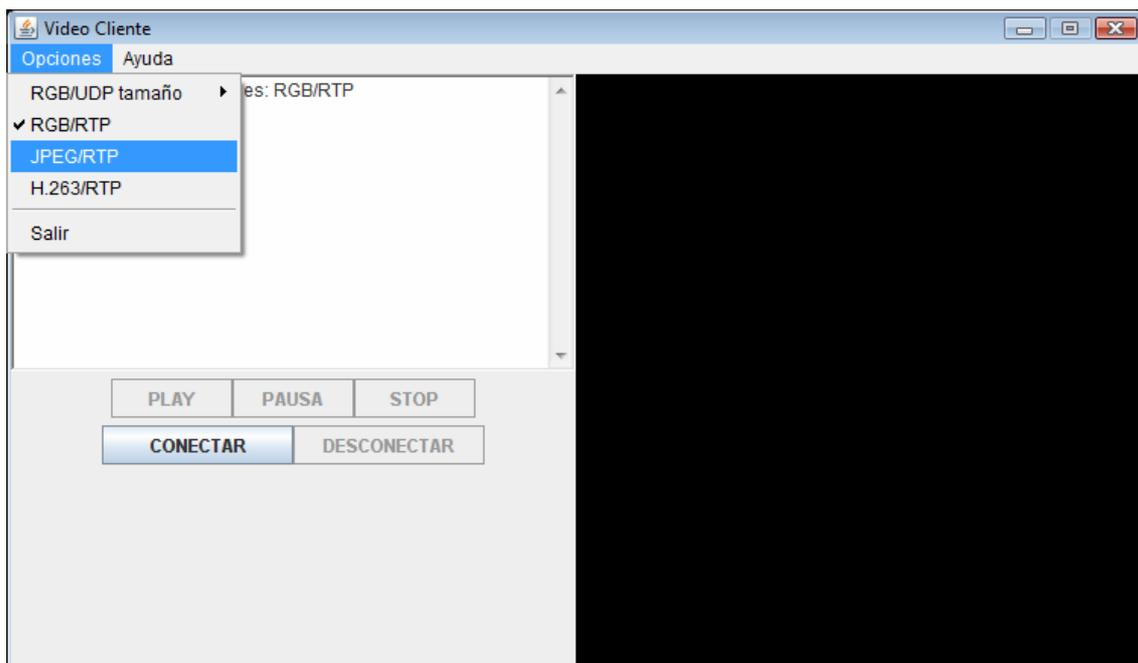 Video Cliente
Opciones Ayuda
RGB/UDP tamaño
es: RGB/RTP
RGB/RTP
JPEG/RTP
H.263/RTP
Salir
PLAY PAUSA STOP
CONECTAR DESCONECTAR